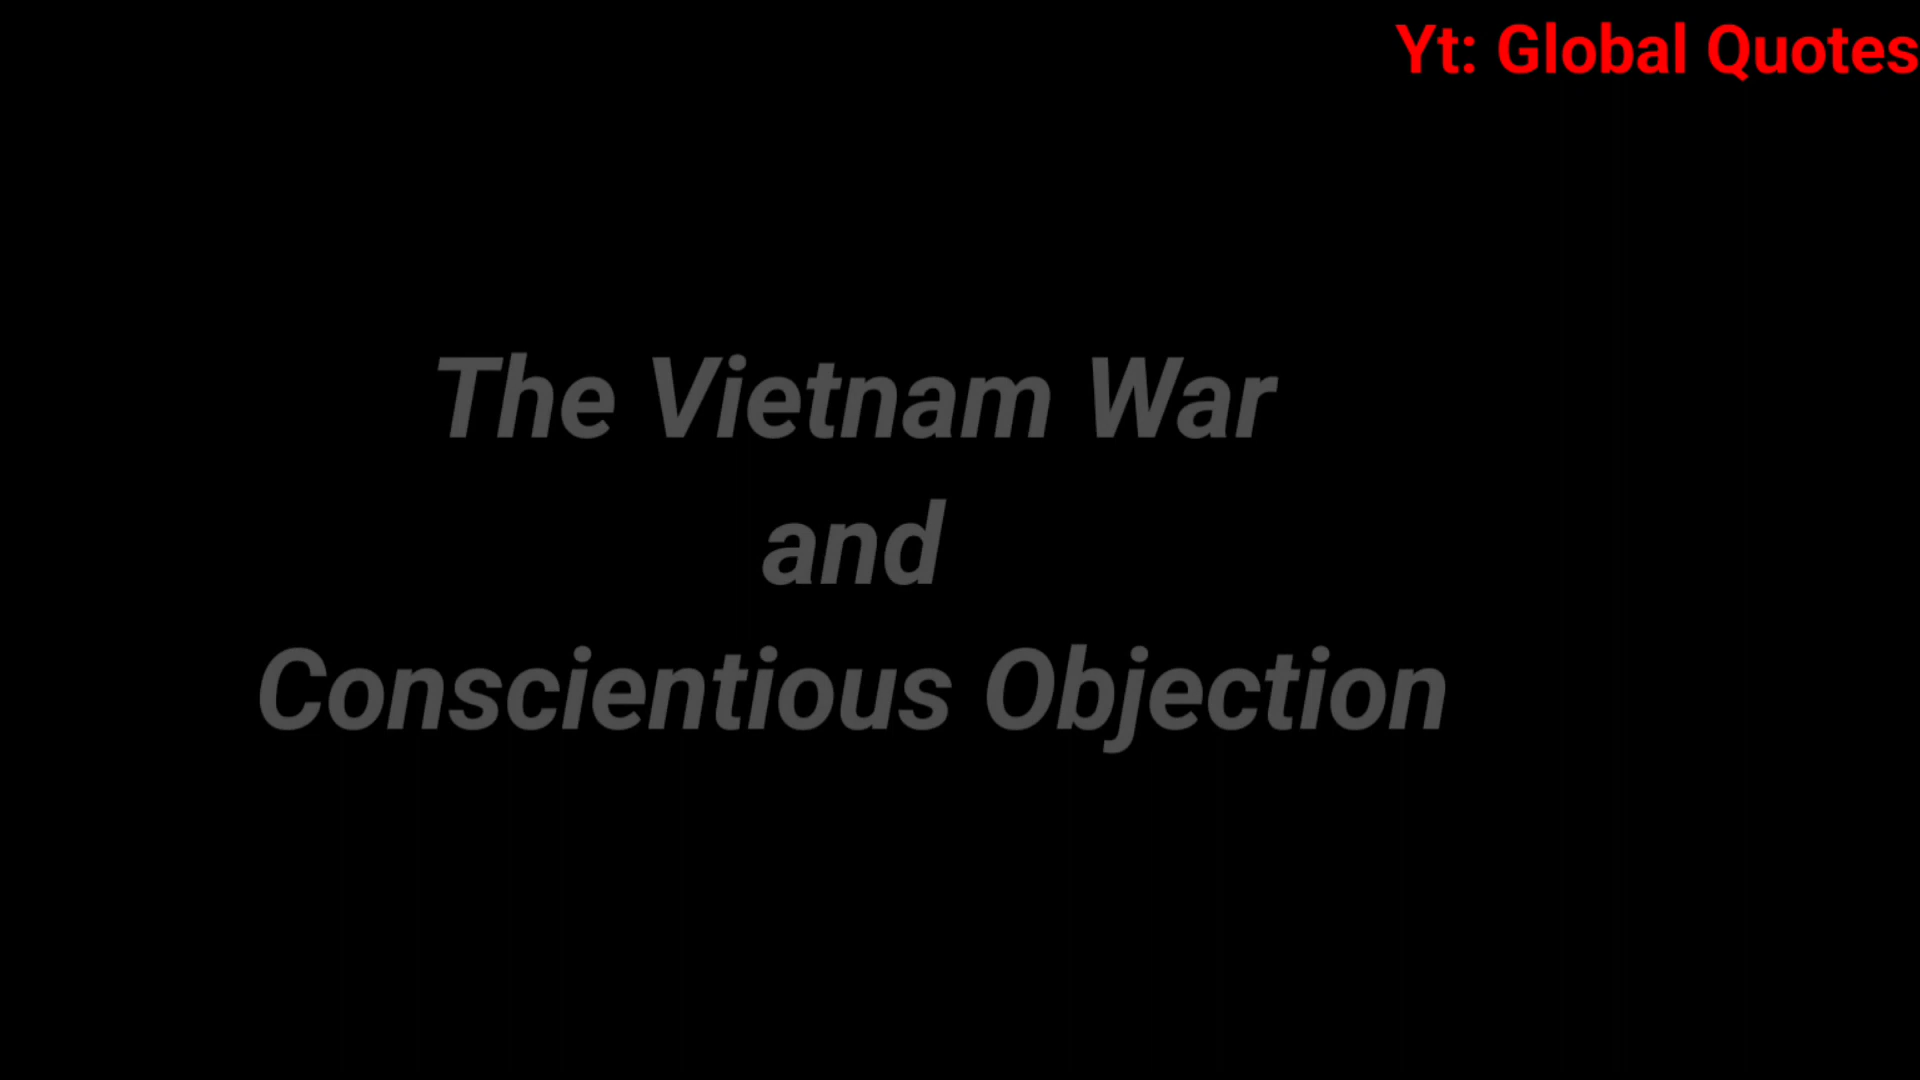 Yt: Global Quotes
The Vietnam War
and
Conscientious Objection